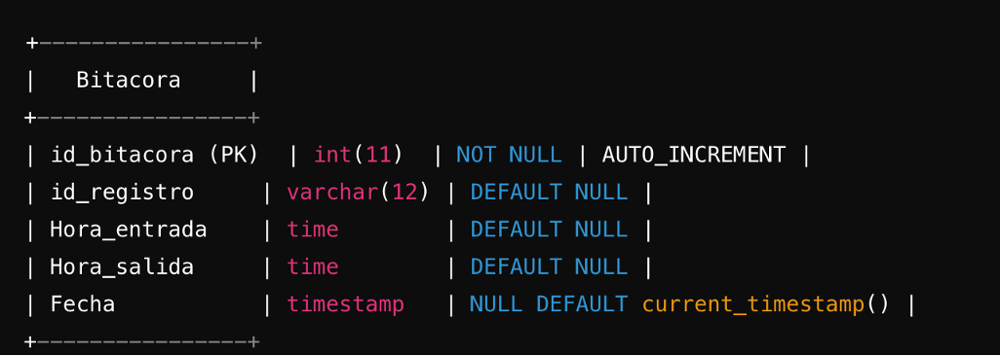 +----------------+
|   Bitacora     |
+----------------+
| id_bitacora (PK)  | int(11)  | NOT NULL | AUTO_INCREMENT |
| id_registro     | varchar(12) | DEFAULT NULL |
| Hora_entrada    | time        | DEFAULT NULL |
| Hora_salida     | time        | DEFAULT NULL |
| Fecha           | timestamp   | NULL DEFAULT current_timestamp() |
+----------------+